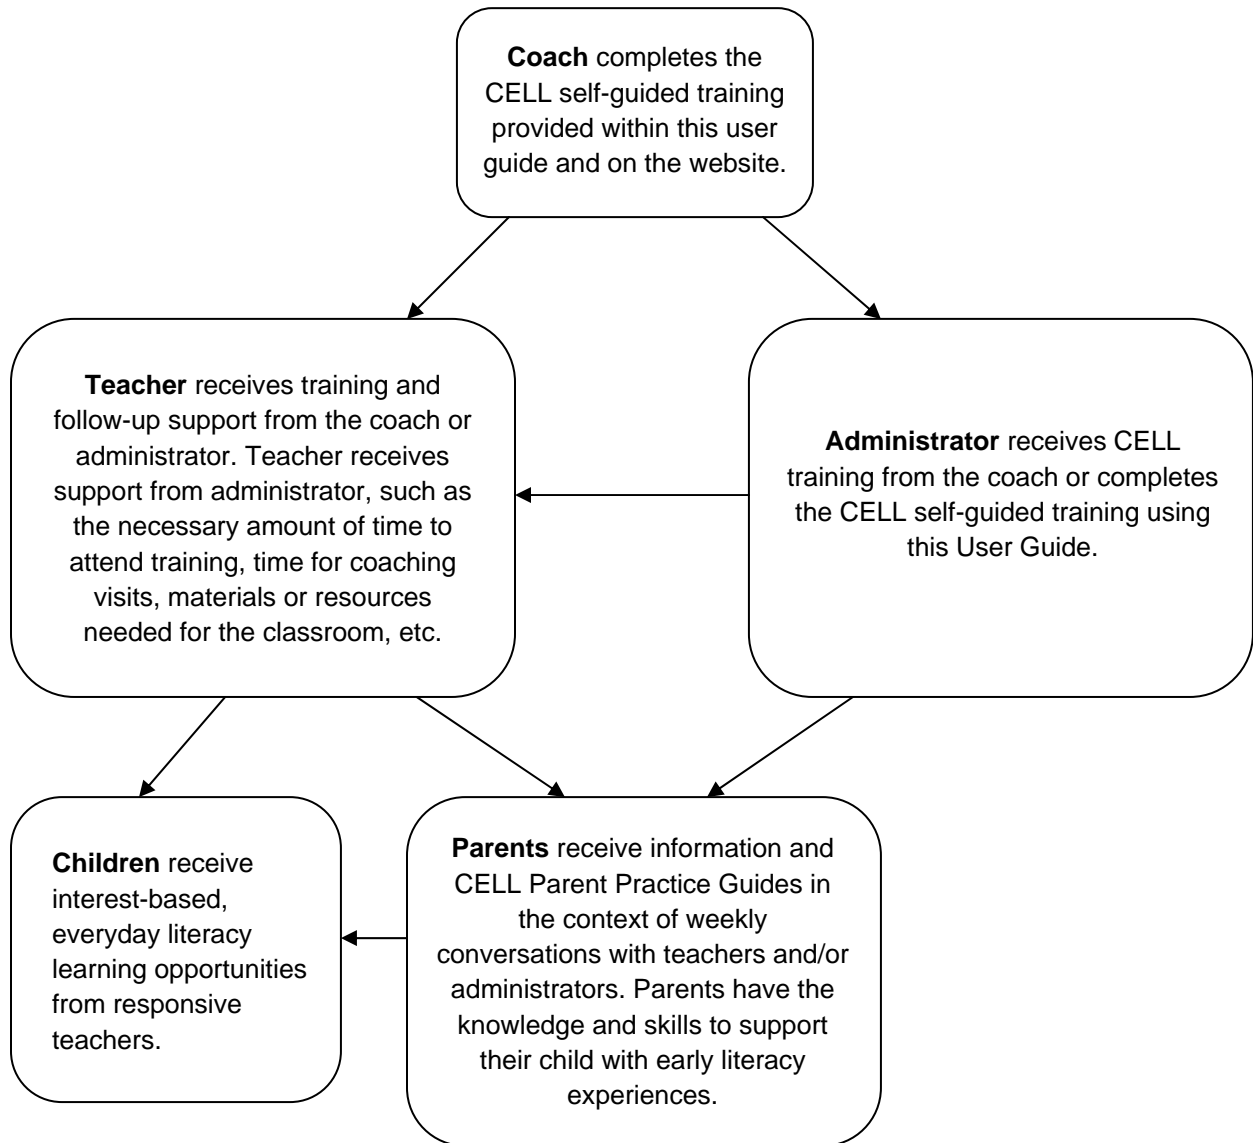 Coach completes the
CELL self-guided training
provided within this user
guide and on the website.
Teacher receives training and
follow-up support from the coach or
administrator. Teacher receives
support from administrator, such as
the necessary amount of time to
attend training, time for coaching
visits, materials or resources
needed for the classroom, etc.
Administrator receives CELL
training from the coach or completes
the CELL self-guided training using
this User Guide.
Children receive
interest-based,
everyday literacy
learning opportunities
from responsive
teachers.
Parents receive information and
CELL Parent Practice Guides in
the context of weekly
conversations with teachers and/or
administrators. Parents have the
knowledge and skills to support
their child with early literacy
experiences.